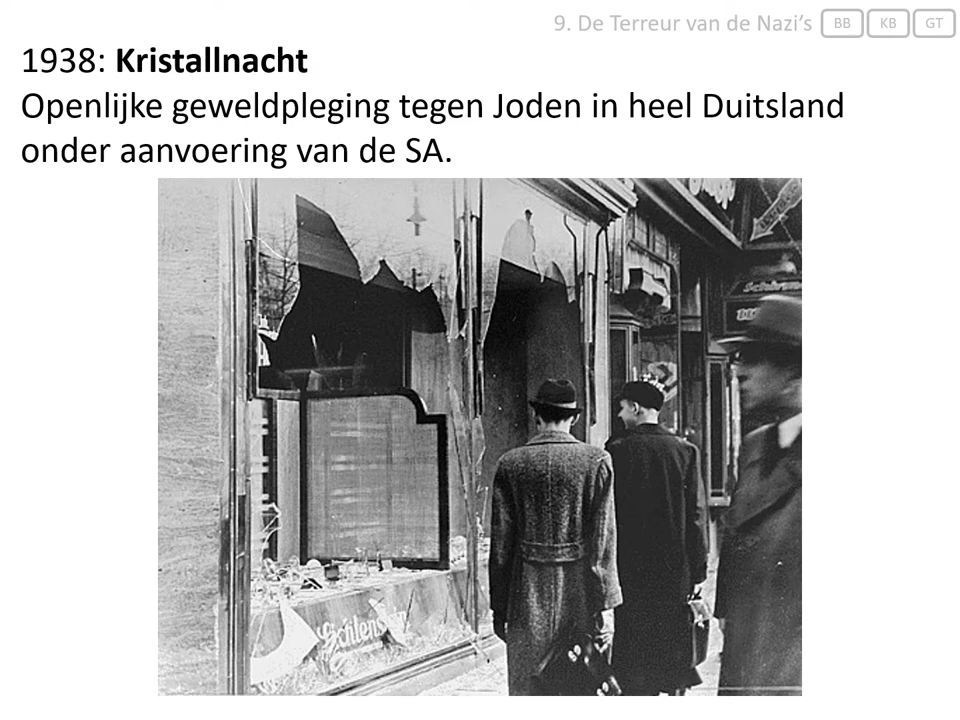 9. De Terreur van de Nazi’s BB KB GT
1938: Kristallnacht
Openlijke geweldpleging tegen Joden in heel Duitsland
onder aanvoering van de SA.